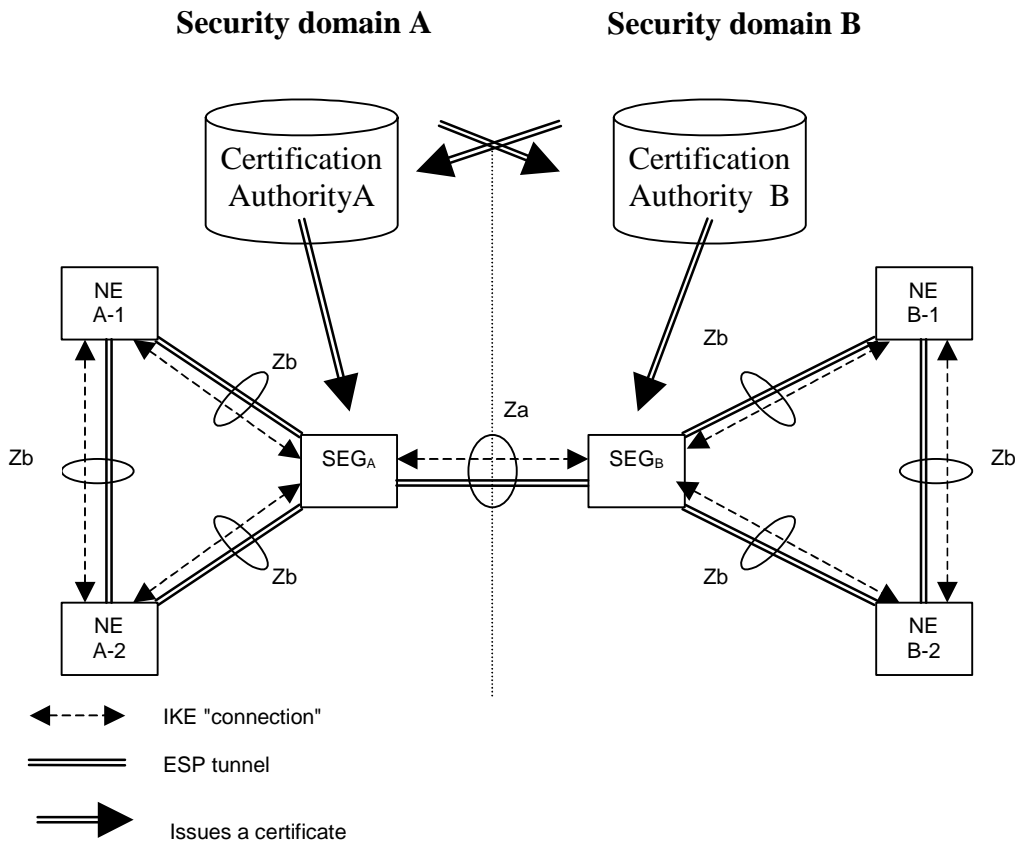 Security domain A
Security domain B
Certification
AuthorityA
Certification
Authority B
NE
A-1
NE
B-1
Zb
Zb
Za
Zb
SEGA
SEGB
Zb
Zb
Zb
NE
A-2
NE
B-2
IKE "connection"
ESP tunnel
Issues a certificate